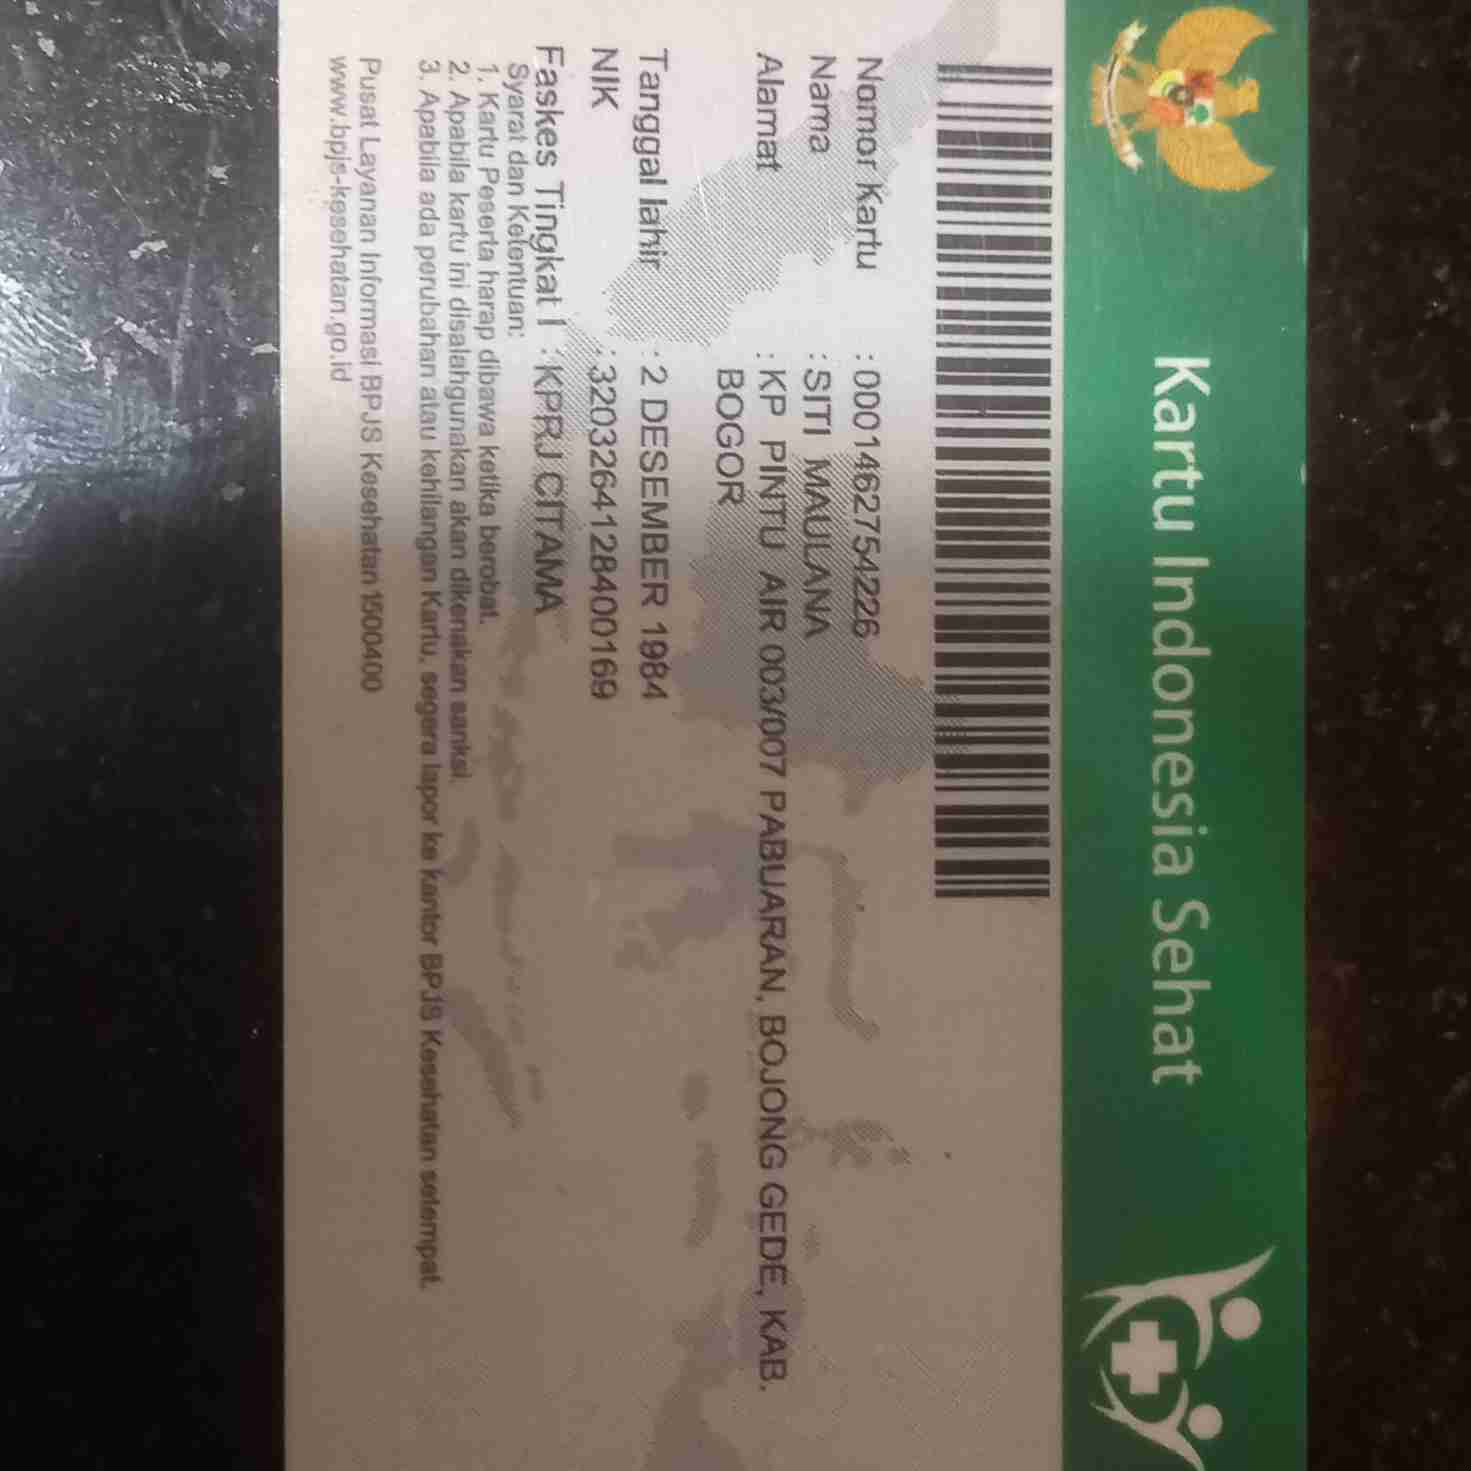 Kartu Indonesia Sehat
Nomor Kartu : 0001462754226
Nama : SITI MAULANA
Alamat : KP PINTU AIR 003/007 PABUARAN, BOJONG GEDE, KAB.
BOGOR
Tanggal lahir : 2 DESEMBER 1984
NIK : 3203264128400169
Faskes Tingkat I : KPRJ CITAMA
Syarat dan Ketentuan:
1. Kartu Peserta harap dibawa ketika berobat.
2. Apabila kartu ini disalahgunakan akan dikenakan sanksi.
3. Apabila ada perubahan atau kehilangan Kartu, segera lapor ke kantor BPJS Kesehatan setempat.
Pusat Layanan Informasi BPJS Kesehatan 1500400
www.bpjs-kesehatan.go.id